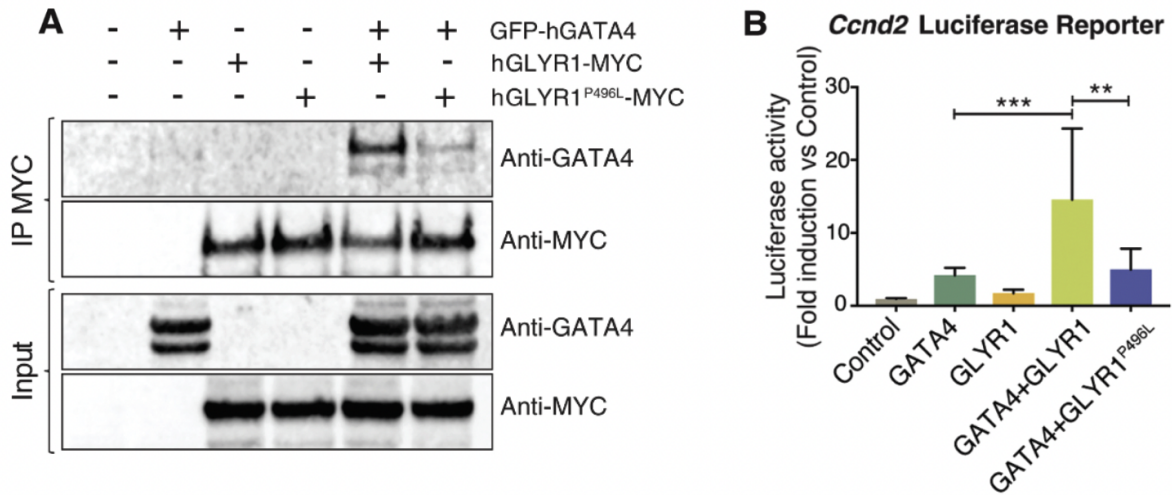 A
- + - - + + GFP-hGATA4
- - + - + - hGLYR1-MYC
- - - + - + hGLYR1P496L-MYC
IP MYC
Anti-GATA4
Anti-MYC
Input
Anti-GATA4
Anti-MYC
B
Ccnd2 Luciferase Reporter
Luciferase activity
(Fold induction vs Control)
30
20
10
0
***
**
Control
GATA4
GLYR1
GATA4+GLYR1
GATA4+GLYR1P496L